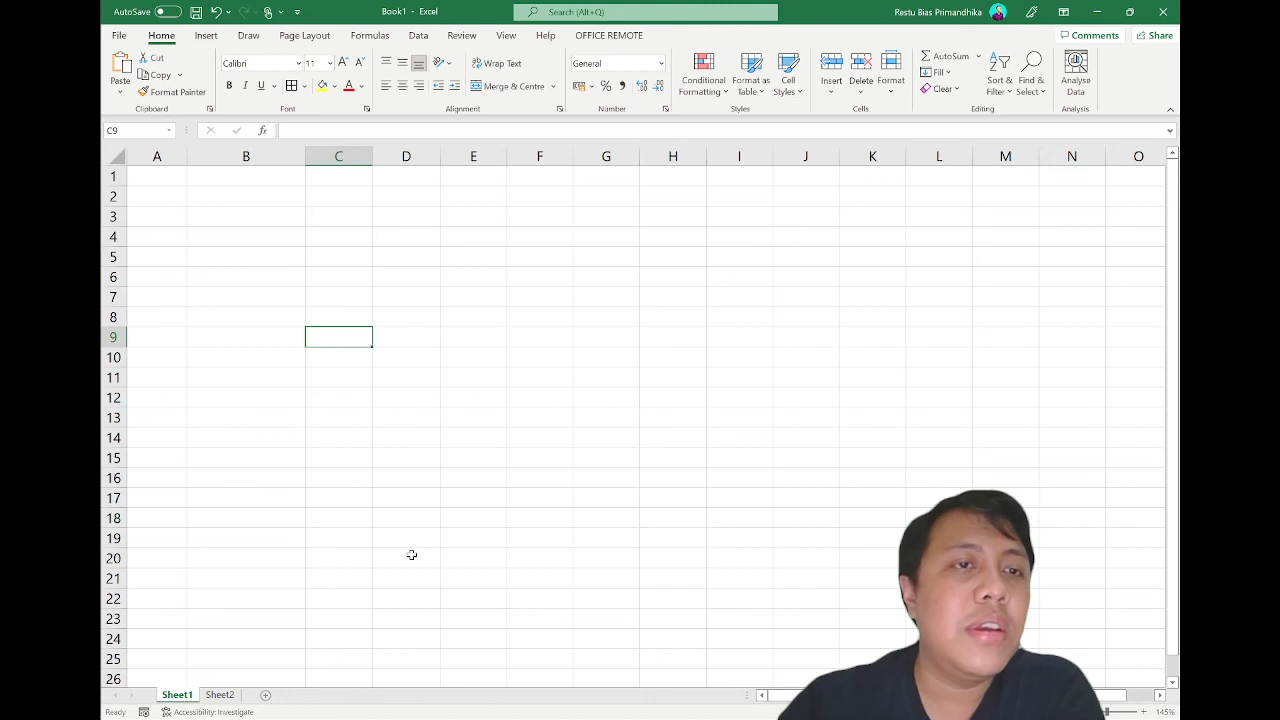 AutoSave Book1 - Excel Search (Alt+Q) Restu Bias Primandhika
File Home Insert Draw Page Layout Formulas Data Review View Help OFFICE REMOTE Comments Share
Paste Cut Copy Format Painter
Calibri 11 B I U
Wrap Text Merge & Centre
General % ,
Conditional Formatting Format as Table Cell Styles
Insert Delete Format
AutoSum Fill Clear Sort & Filter Find & Select
Analyse Data
Clipboard Font Alignment Number Styles Cells Editing Analysis
C9 fx
A B C D E F G H I J K L M N O
1
2
3
4
5
6
7
8
9
10
11
12
13
14
15
16
17
18
19
20
21
22
23
24
25
26
Sheet1 Sheet2
Ready Accessibility: Investigate 145%